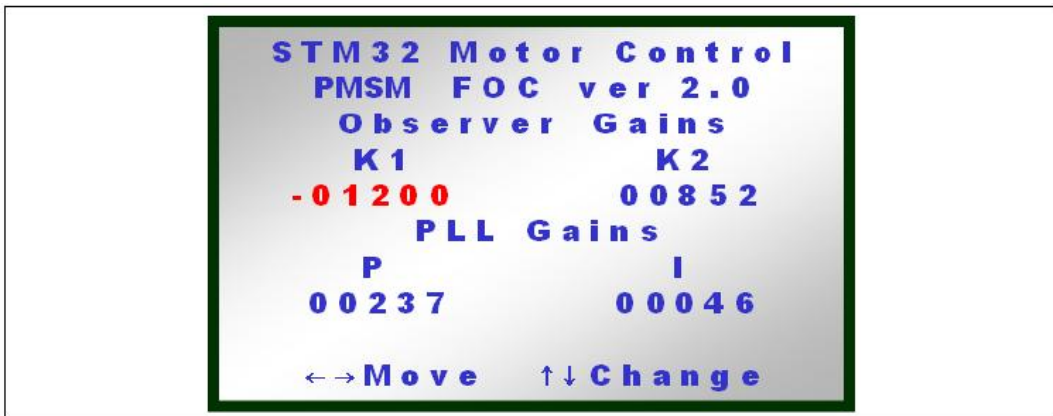 STM32 Motor Control
PMSM FOC ver 2.0
Observer Gains
K1 K2
-01200 00852
PLL Gains
P I
00237 00046
←→Move ↑↓Change